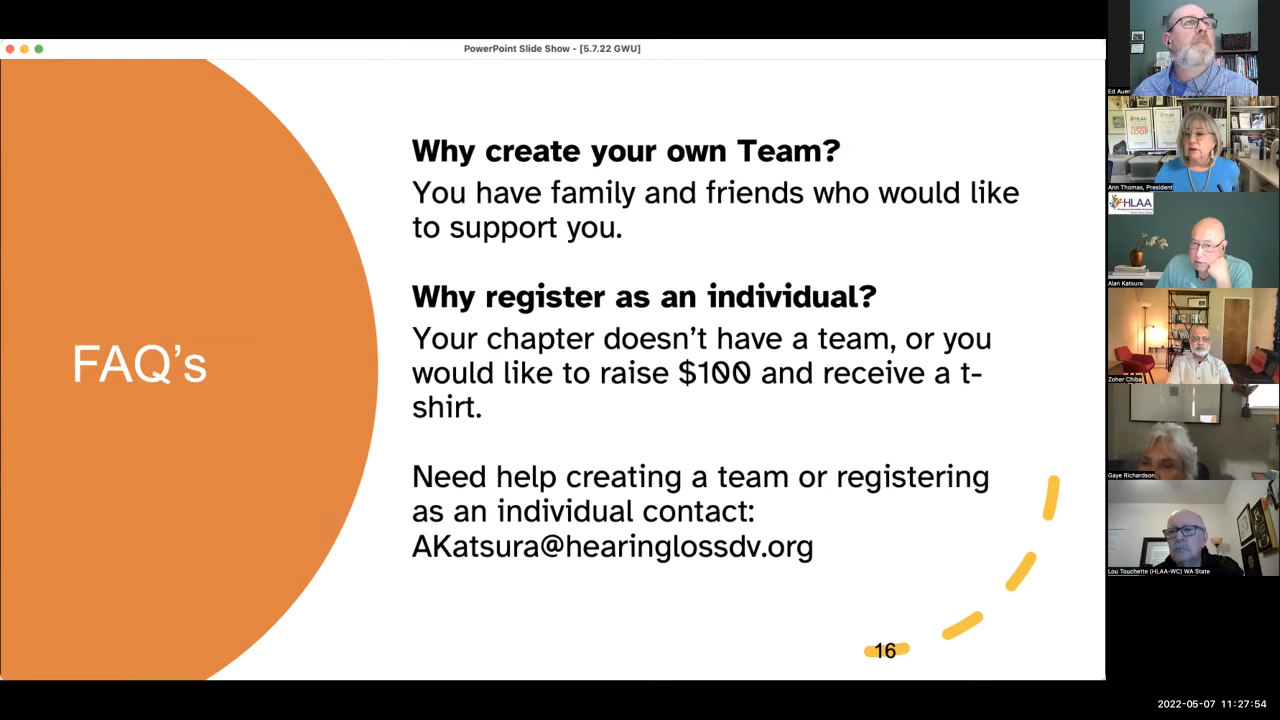 PowerPoint Slide Show - [5.7.22 GWU]
FAQ’s
Why create your own Team?
You have family and friends who would like
to support you.
Why register as an individual?
Your chapter doesn’t have a team, or you
would like to raise $100 and receive a t-
shirt.
Need help creating a team or registering
as an individual contact:
AKatsura@hearinglossdv.org
16
Ed Auer
HLAA
LOOP
Ann Thomas, President
HLAA
Alan Katsura
Zoher Chiba
Gaye Richardson
Lou Touchette (HLAA-WC) WA State
2022-05-07 11:27:54